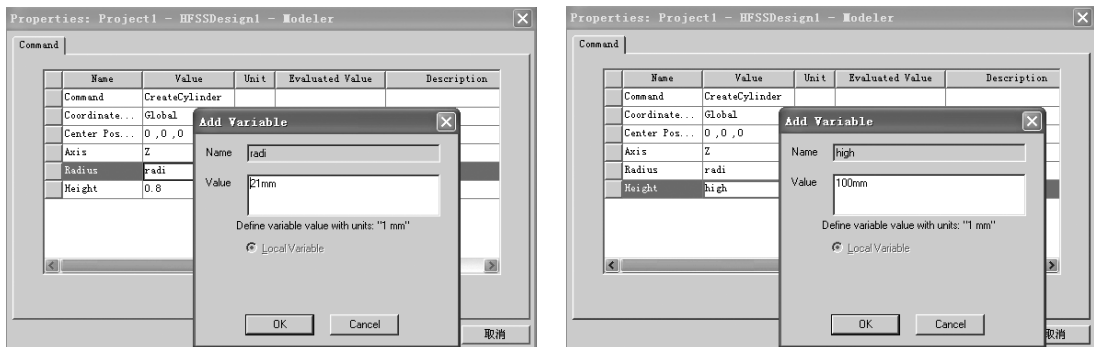 Properties: Project1 - HFSSDesign1 - Modeler
Command
Name Value Unit Evaluated Value Description
Command CreateCylinder
Coordinate... Global
Center Pos... 0 ,0 ,0
Axis Z
Radius radi
Height 0.8
Add Variable
Name radi
Value 21mm
Define variable value with units: "1 mm"
Local Variable
OK Cancel
取消
Properties: Project1 - HFSSDesign1 - Modeler
Command
Name Value Unit Evaluated Value Description
Command CreateCylinder
Coordinate... Global
Center Pos... 0 ,0 ,0
Axis Z
Radius radi
Height high
Add Variable
Name high
Value 100mm
Define variable value with units: "1 mm"
Local Variable
OK Cancel
取消